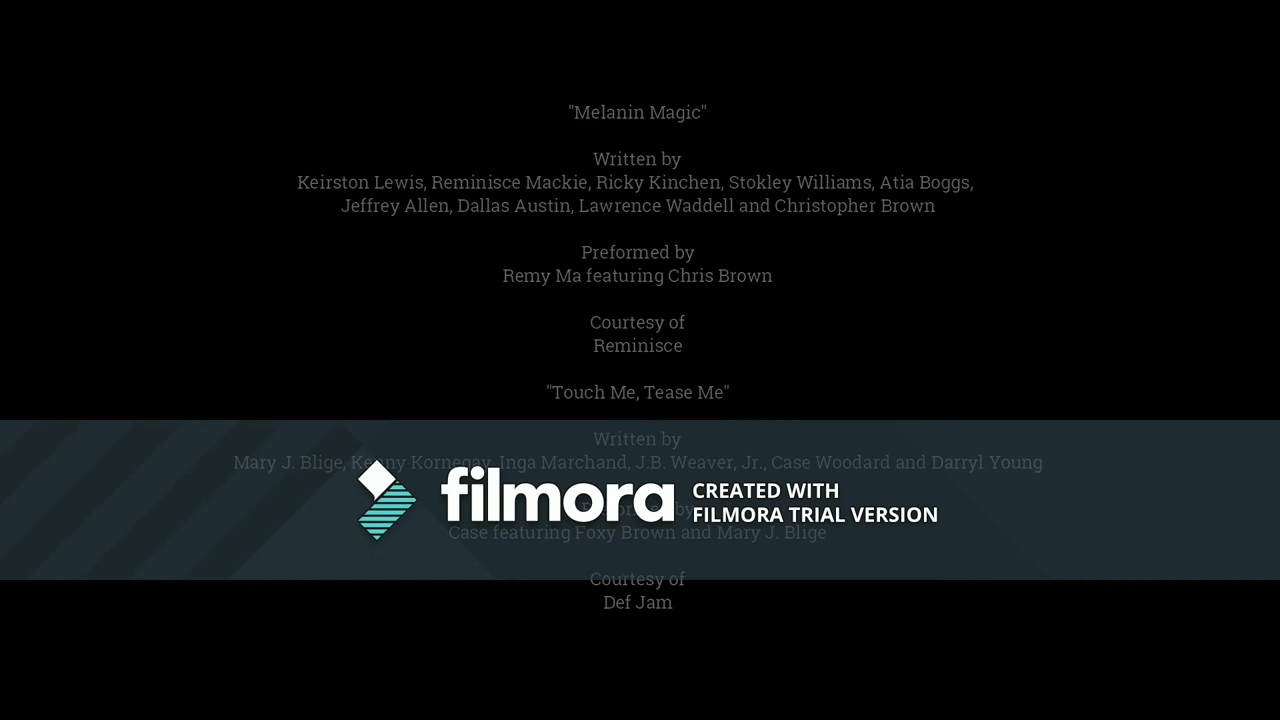 "Melanin Magic"
Written by
Keirston Lewis, Reminisce Mackie, Ricky Kinchen, Stokley Williams, Atia Boggs,
Jeffrey Allen, Dallas Austin, Lawrence Waddell and Christopher Brown
Preformed by
Remy Ma featuring Chris Brown
Courtesy of
Reminisce
"Touch Me, Tease Me"
Written by
Mary J. Blige, Kenny Kornegay, Inga Marchand, J.B. Weaver, Jr., Case Woodard and Darryl Young
filmora
CREATED WITH
FILMORA TRIAL VERSION
by
Case featuring Foxy Brown and Mary J. Blige
Courtesy of
Def Jam